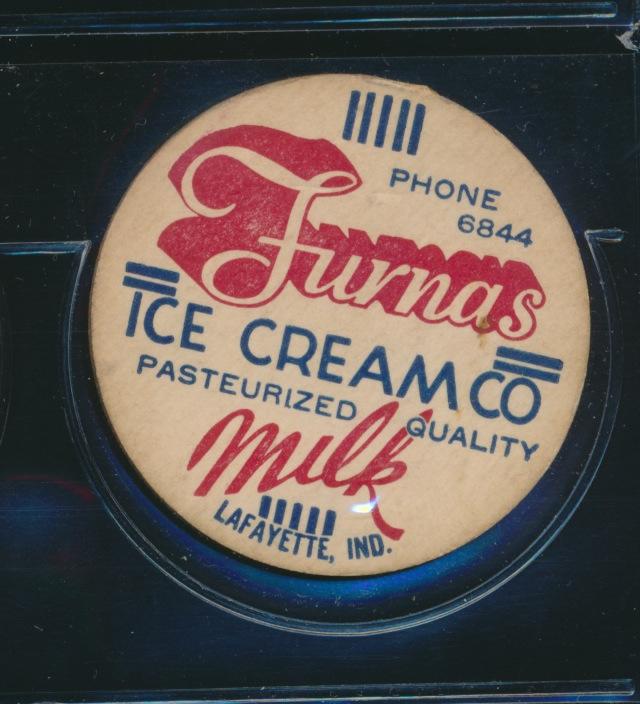 PHONE
6844
Furnas
ICE CREAM CO
PASTEURIZED QUALITY
Milk
LAFAYETTE, IND.